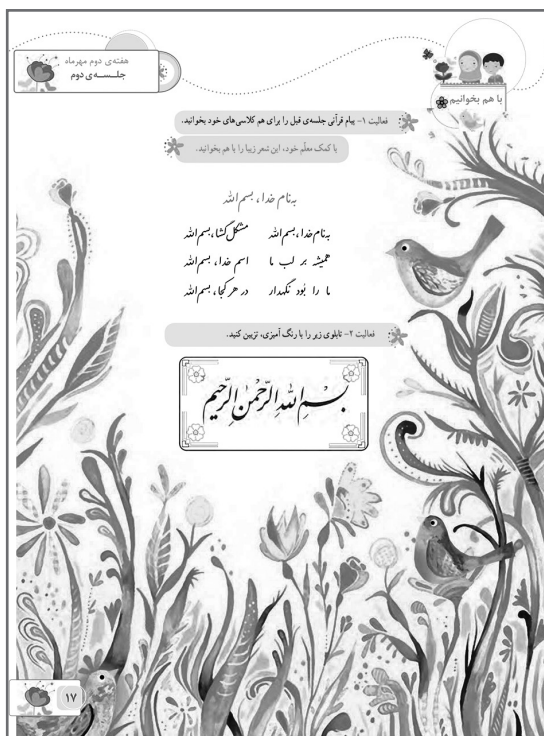 هفته‌ی دوم مهرماه
جلســه‌ی دوم
با هم بخوانیم
فعالیت ۱- پیام قرآنی جلسه‌ی قبل را برای هم کلاسی‌های خود بخوانید.
با کمک معلّم خود، این شعر زیبا را با هم بخوانید.
به نام خدا، بسم الله
به نام خدا، بسم الله مشکل گشا، بسم الله
همیشه بر لب ما اسم خدا، بسم الله
ما را بُوَد نگهدار در هر کجا، بسم الله
فعالیت ۲- تابلوی زیر را با رنگ آمیزی، تزیین کنید.
بِسْمِ اللهِ الرَّحْمٰنِ الرَّحیمِ
۱۷